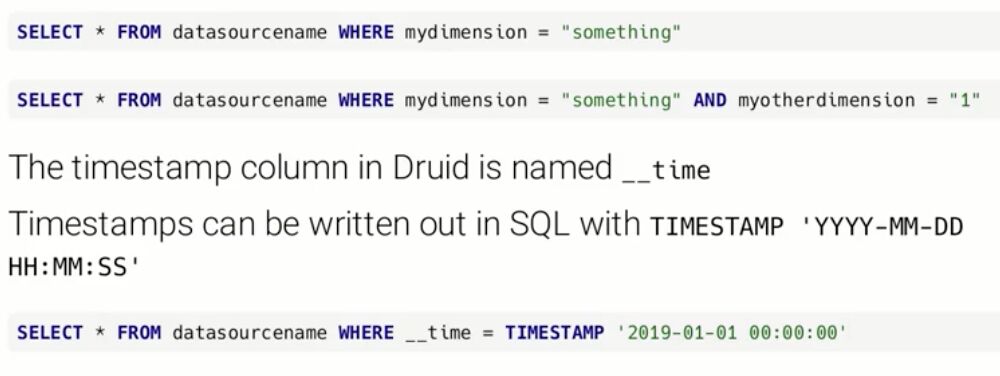 SELECT * FROM datasourcename WHERE mydimension = "something"
SELECT * FROM datasourcename WHERE mydimension = "something" AND myotherdimension = "1"
The timestamp column in Druid is named __time
Timestamps can be written out in SQL with TIMESTAMP 'YYYY-MM-DD
HH:MM:SS'
SELECT * FROM datasourcename WHERE __time = TIMESTAMP '2019-01-01 00:00:00'